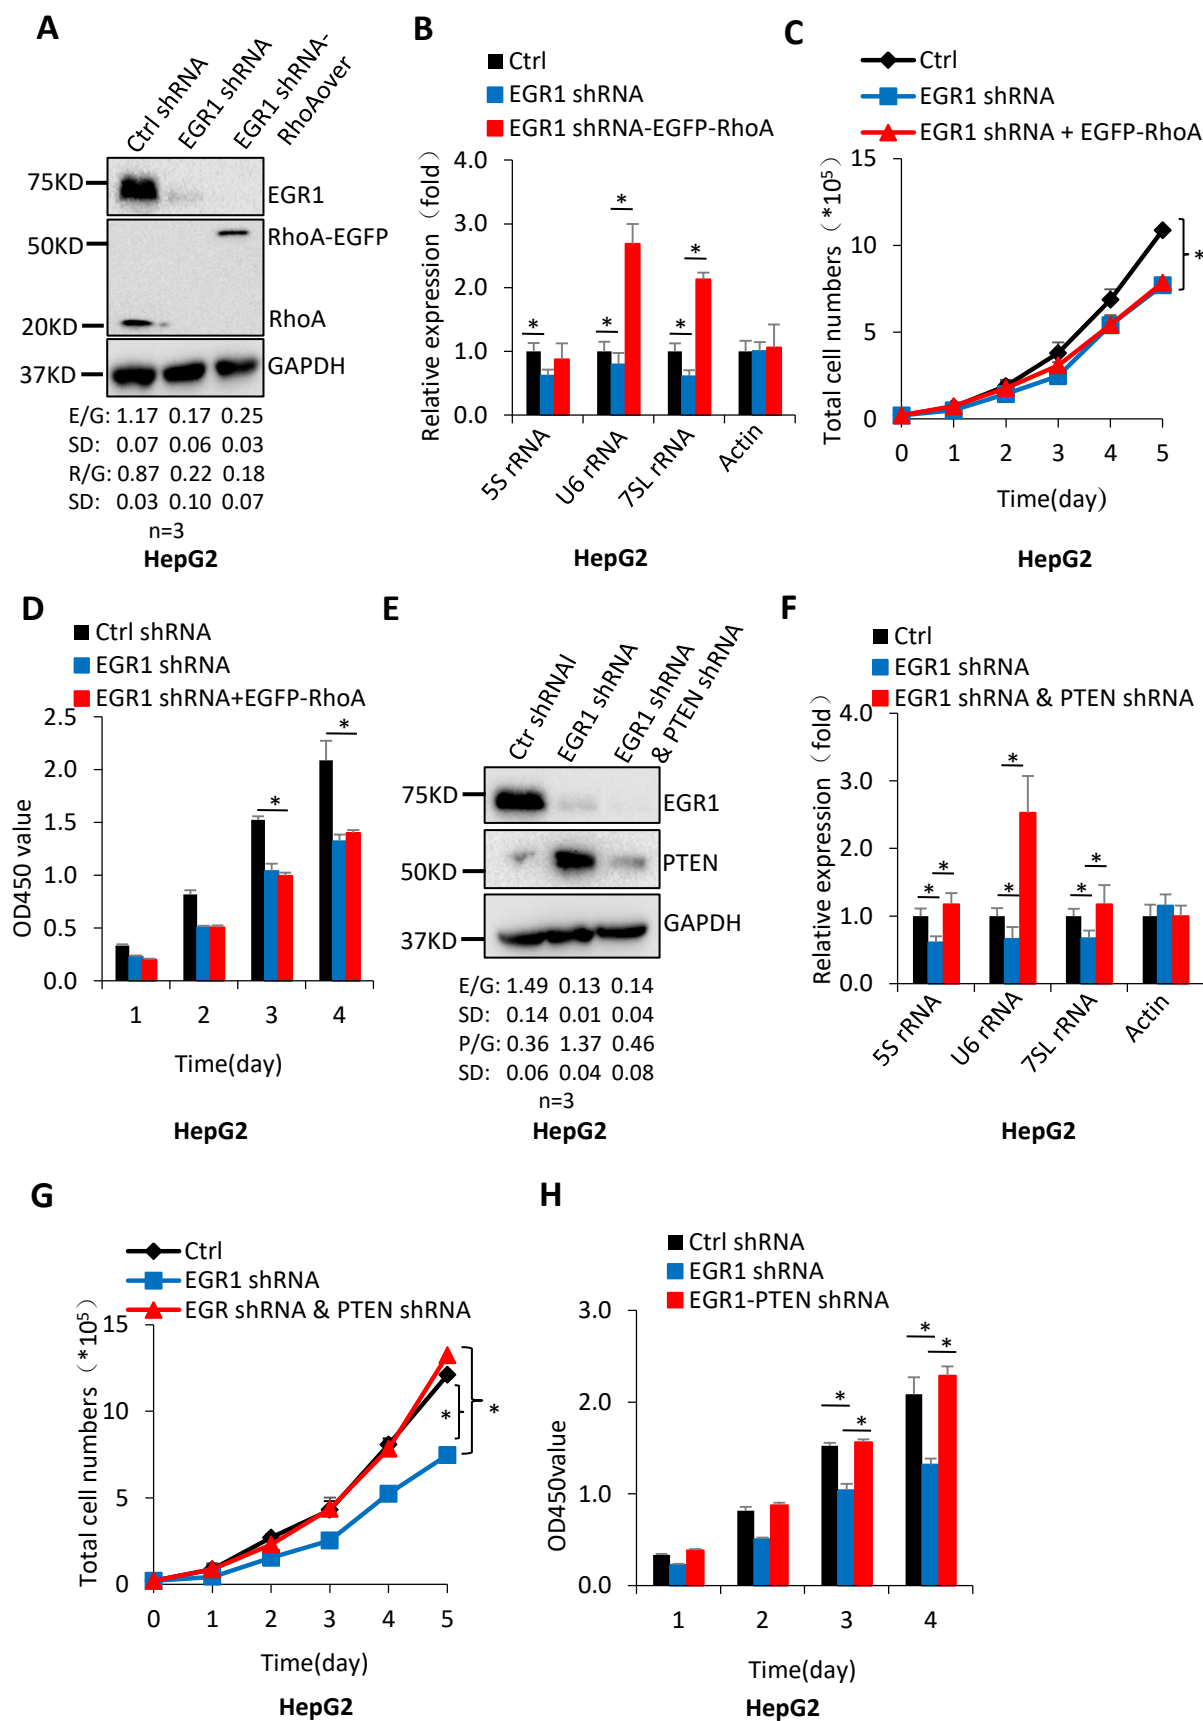 A
Ctrl shRNA
EGR1 shRNA
EGR1 shRNA-
RhoAover
75KD
EGR1
50KD
RhoA-EGFP
20KD
RhoA
37KD
GAPDH
E/G: 1.17 0.17 0.25
SD: 0.07 0.06 0.03
R/G: 0.87 0.22 0.18
SD: 0.03 0.10 0.07
n=3
HepG2
B
Ctrl
EGR1 shRNA
EGR1 shRNA-EGFP-RhoA
Relative expression（fold）
4.0
3.0
2.0
1.0
0.0
* * * * *
5S rRNA
U6 rRNA
7SL rRNA
Actin
HepG2
C
Ctrl
EGR1 shRNA
EGR1 shRNA + EGFP-RhoA
Total cell numbers（*10⁵）
15
10
5
0
*
0 1 2 3 4 5
Time(day）
HepG2
D
Ctrl shRNA
EGR1 shRNA
EGR1 shRNA+EGFP-RhoA
OD450 value
2.5
2.0
1.5
1.0
0.5
0.0
* *
1 2 3 4
Time(day)
HepG2
E
Ctr shRNAl
EGR1 shRNA
EGR1 shRNA
& PTEN shRNA
75KD
EGR1
50KD
PTEN
37KD
GAPDH
E/G: 1.49 0.13 0.14
SD: 0.14 0.01 0.04
P/G: 0.36 1.37 0.46
SD: 0.06 0.04 0.08
n=3
HepG2
F
Ctrl
EGR1 shRNA
EGR1 shRNA & PTEN shRNA
Relative expression（fold）
4.0
3.0
2.0
1.0
0.0
* * * * * *
5S rRNA
U6 rRNA
7SL rRNA
Actin
HepG2
G
Ctrl
EGR1 shRNA
EGR shRNA & PTEN shRNA
Total cell numbers（*10⁵）
15
10
5
0
* *
0 1 2 3 4 5
Time(day)
HepG2
H
Ctrl shRNA
EGR1 shRNA
EGR1-PTEN shRNA
OD450value
3.0
2.0
1.0
0.0
* * * *
1 2 3 4
Time(day)
HepG2